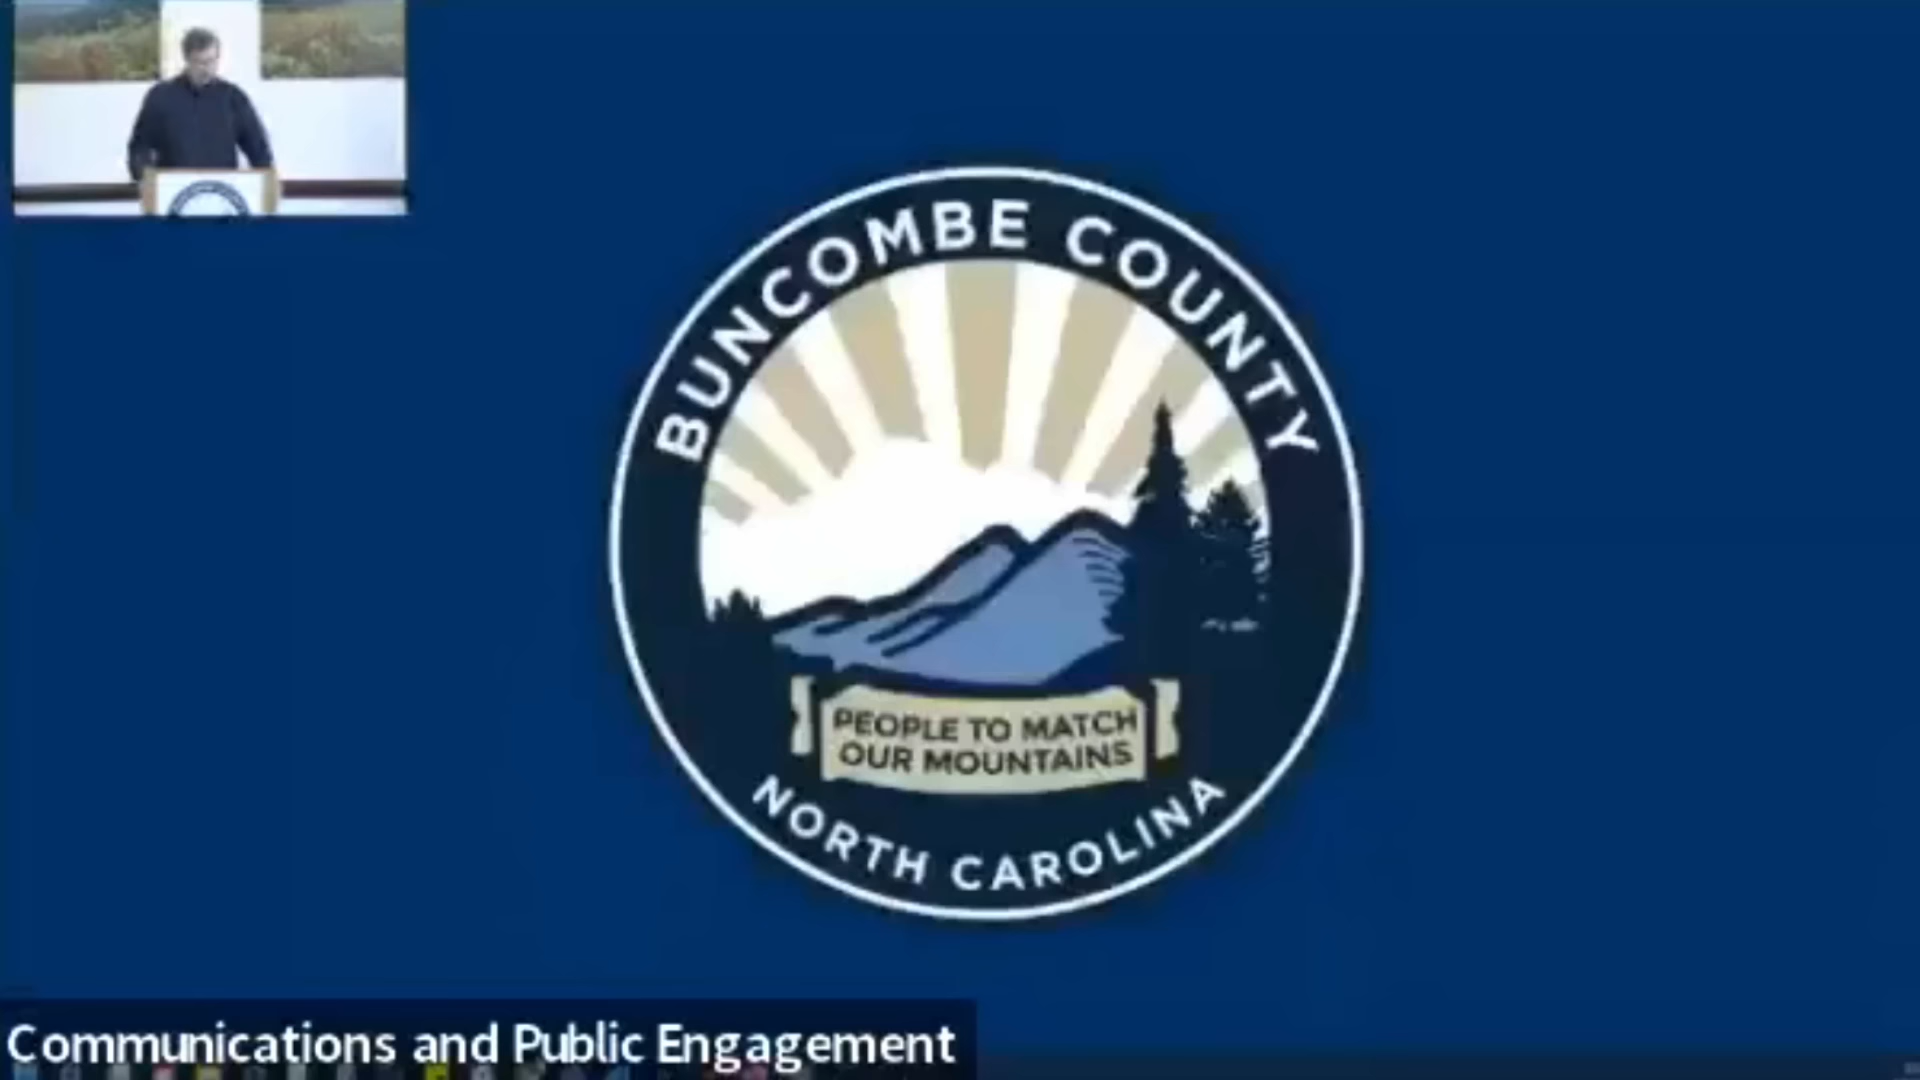 BUNCOMBE COUNTY
PEOPLE TO MATCH
OUR MOUNTAINS
NORTH CAROLINA
Communications and Public Engagement